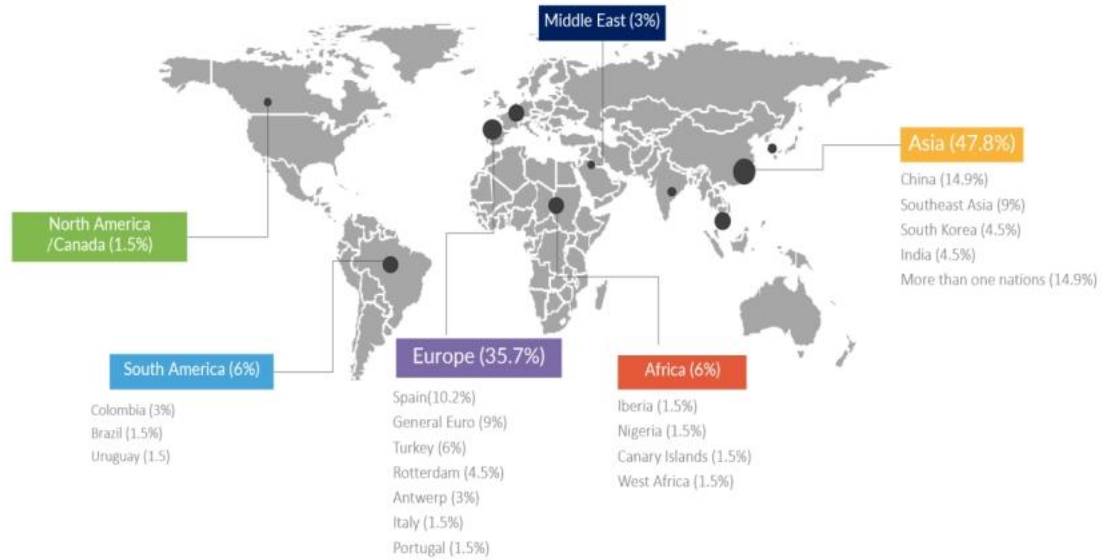 Middle East (3%)
Asia (47.8%)
China (14.9%)
Southeast Asia (9%)
South Korea (4.5%)
India (4.5%)
More than one nations (14.9%)
North America
/Canada (1.5%)
South America (6%)
Colombia (3%)
Brazil (1.5%)
Uruguay (1.5)
Europe (35.7%)
Spain(10.2%)
General Euro (9%)
Turkey (6%)
Rotterdam (4.5%)
Antwerp (3%)
Italy (1.5%)
Portugal (1.5%)
Africa (6%)
Iberia (1.5%)
Nigeria (1.5%)
Canary Islands (1.5%)
West Africa (1.5%)